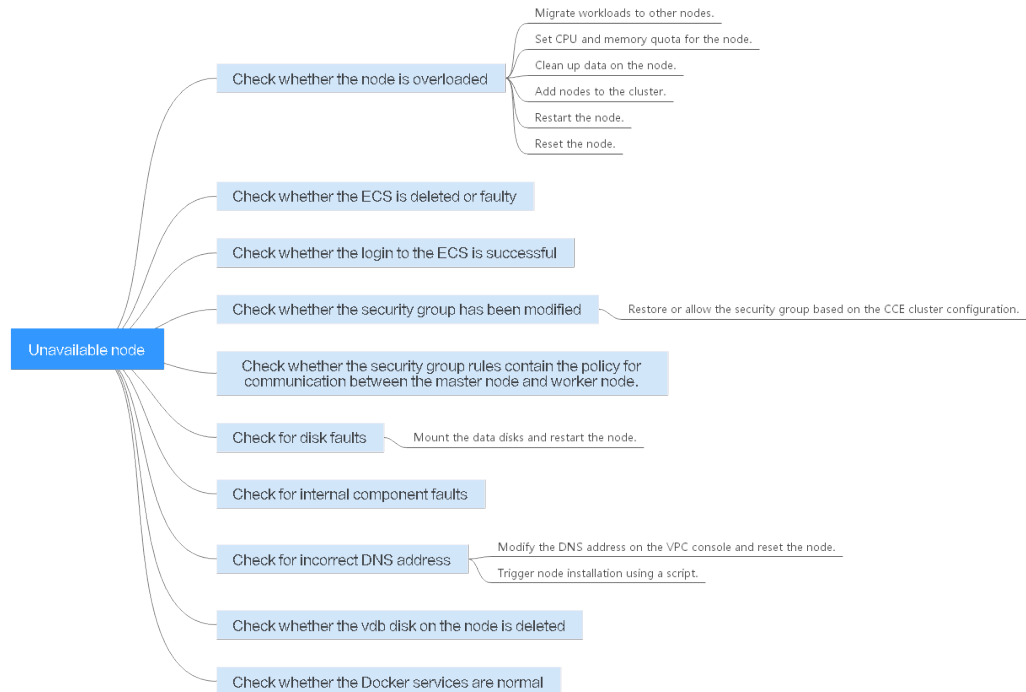 Unavailable node
Check whether the node is overloaded
Migrate workloads to other nodes.
Set CPU and memory quota for the node.
Clean up data on the node.
Add nodes to the cluster.
Restart the node.
Reset the node.
Check whether the ECS is deleted or faulty
Check whether the login to the ECS is successful
Check whether the security group has been modified
Restore or allow the security group based on the CCE cluster configuration.
Check whether the security group rules contain the policy for
communication between the master node and worker node.
Check for disk faults
Mount the data disks and restart the node.
Check for internal component faults
Check for incorrect DNS address
Modify the DNS address on the VPC console and reset the node.
Trigger node installation using a script.
Check whether the vdb disk on the node is deleted
Check whether the Docker services are normal